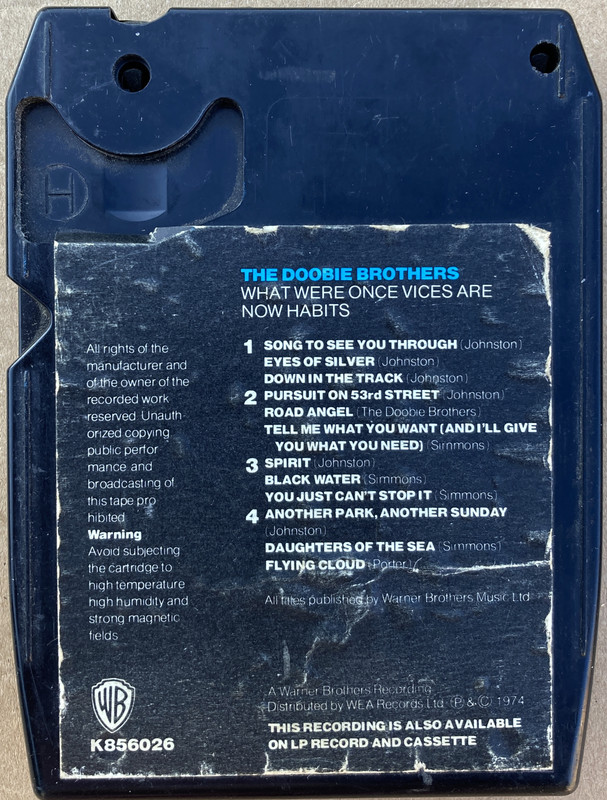 H
THE DOOBIE BROTHERS
WHAT WERE ONCE VICES ARE
NOW HABITS
1 SONG TO SEE YOU THROUGH (Johnston)
EYES OF SILVER (Johnston)
DOWN IN THE TRACK (Johnston)
2 PURSUIT ON 53rd STREET (Johnston)
ROAD ANGEL (The Doobie Brothers)
TELL ME WHAT YOU WANT (AND I'LL GIVE
YOU WHAT YOU NEED) (Simmons)
3 SPIRIT (Johnston)
BLACK WATER (Simmons)
YOU JUST CAN'T STOP IT (Simmons)
4 ANOTHER PARK, ANOTHER SUNDAY
(Johnston)
DAUGHTERS OF THE SEA (Simmons)
FLYING CLOUD (Porter)
All titles published by Warner Brothers Music Ltd
All rights of the
manufacturer and
of the owner of the
recorded work
reserved Unauth-
orized copying
public perfor
mance and
broadcasting of
this tape pro
hibited
Warning
Avoid subjecting
the cartridge to
high temperature
high humidity and
strong magnetic
fields
WB
K856026
A Warner Brothers Recording
Distributed by WEA Records Ltd. Ⓟ & © 1974
THIS RECORDING IS ALSO AVAILABLE
ON LP RECORD AND CASSETTE